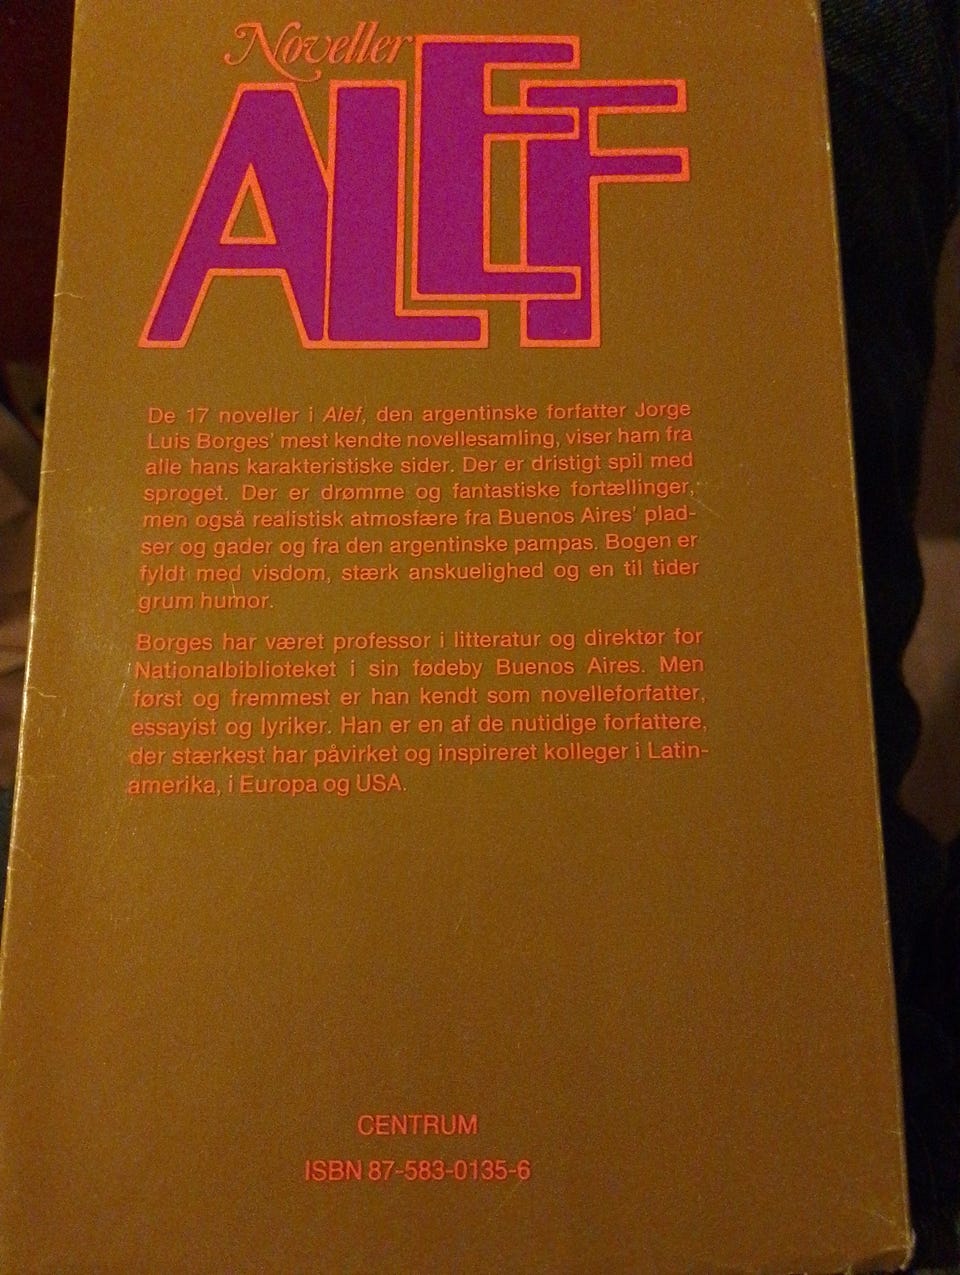 Noveller
ALEF
De 17 noveller i Alef, den argentinske forfatter Jorge
Luis Borges' mest kendte novellesamling, viser ham fra
alle hans karakteristiske sider. Der er dristigt spil med
sproget. Der er drømme og fantastiske fortællinger,
men også realistisk atmosfære fra Buenos Aires' plad-
ser og gader og fra den argentinske pampas. Bogen er
fyldt med visdom, stærk anskuelighed og en til tider
grum humor.
Borges har været professor i litteratur og direktør for
Nationalbiblioteket i sin fødeby Buenos Aires. Men
først og fremmest er han kendt som novelleforfatter,
essayist og lyriker. Han er en af de nutidige forfattere,
der stærkest har påvirket og inspireret kolleger i Latin-
amerika, i Europa og USA.
CENTRUM
ISBN 87-583-0135-6